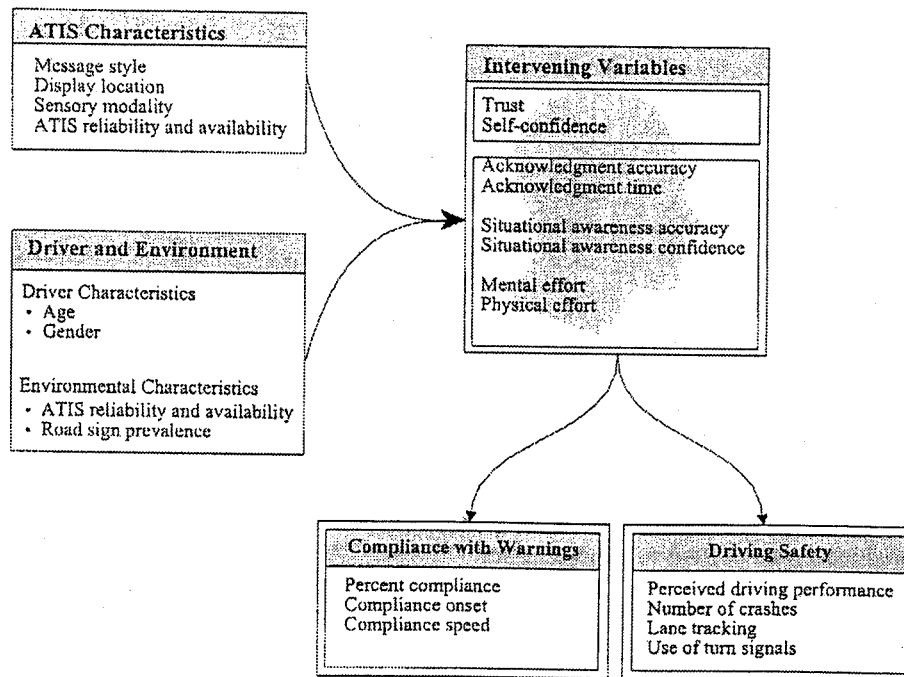 ATIS Characteristics
Message style
Display location
Sensory modality
ATIS reliability and availability
Driver and Environment
Driver Characteristics
• Age
• Gender
Environmental Characteristics
• ATIS reliability and availability
• Road sign prevalence
Intervening Variables
Trust
Self-confidence
Acknowledgment accuracy
Acknowledgment time
Situational awareness accuracy
Situational awareness confidence
Mental effort
Physical effort
Compliance with Warnings
Percent compliance
Compliance onset
Compliance speed
Driving Safety
Perceived driving performance
Number of crashes
Lane tracking
Use of turn signals